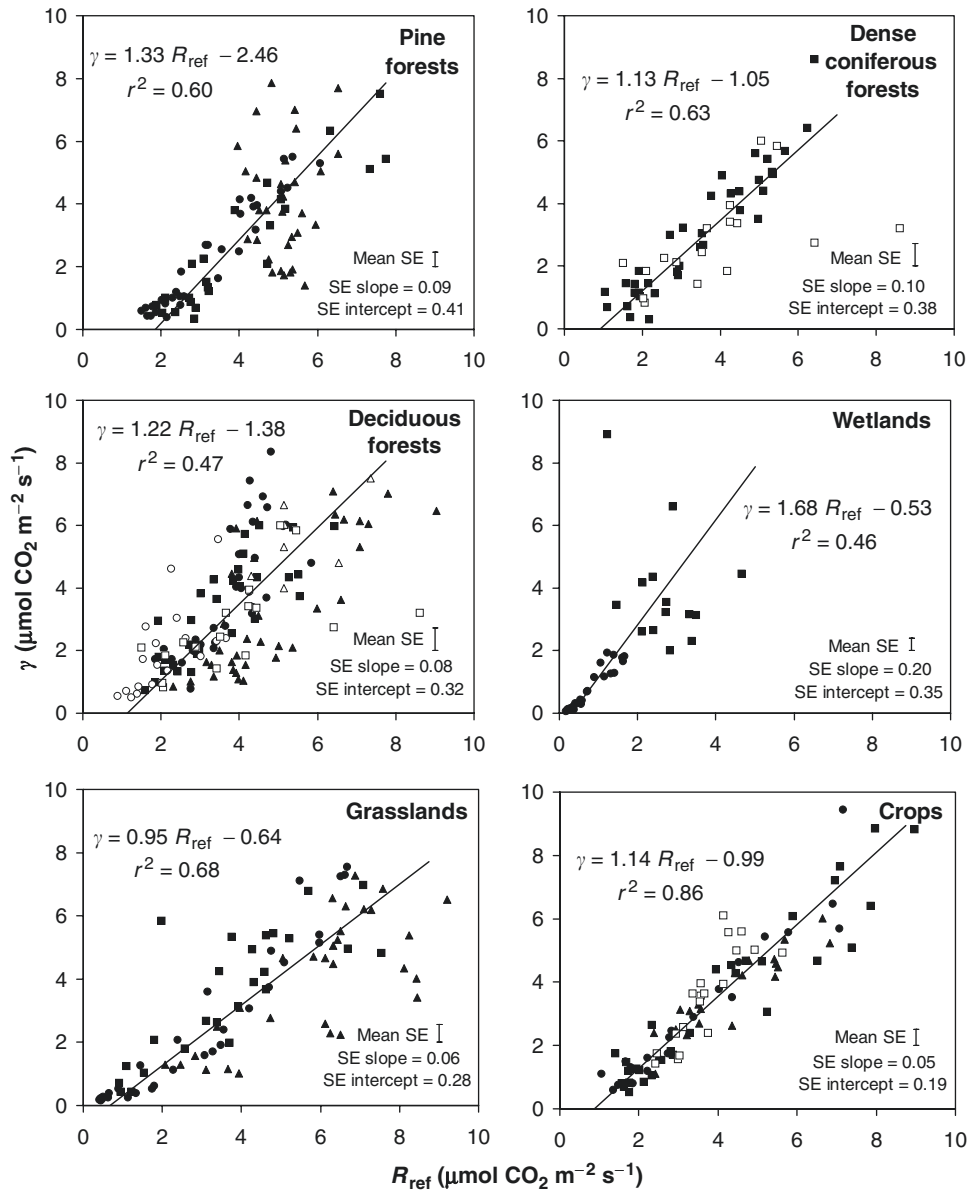 10
8
6
4
2
0
0 2 4 6 8 10
Pine
forests
γ = 1.33 Rref − 2.46
r² = 0.60
Mean SE
SE slope = 0.09
SE intercept = 0.41
10
8
6
4
2
0
0 2 4 6 8 10
Dense
coniferous
forests
γ = 1.13 Rref − 1.05
r² = 0.63
Mean SE
SE slope = 0.10
SE intercept = 0.38
γ (μmol CO₂ m⁻² s⁻¹)
10
8
6
4
2
0
0 2 4 6 8 10
Deciduous
forests
γ = 1.22 Rref − 1.38
r² = 0.47
Mean SE
SE slope = 0.08
SE intercept = 0.32
10
8
6
4
2
0
0 2 4 6 8 10
Wetlands
γ = 1.68 Rref − 0.53
r² = 0.46
Mean SE
SE slope = 0.20
SE intercept = 0.35
10
8
6
4
2
0
0 2 4 6 8 10
Grasslands
γ = 0.95 Rref − 0.64
r² = 0.68
Mean SE
SE slope = 0.06
SE intercept = 0.28
10
8
6
4
2
0
0 2 4 6 8 10
Crops
γ = 1.14 Rref − 0.99
r² = 0.86
Mean SE
SE slope = 0.05
SE intercept = 0.19
Rref (μmol CO₂ m⁻² s⁻¹)